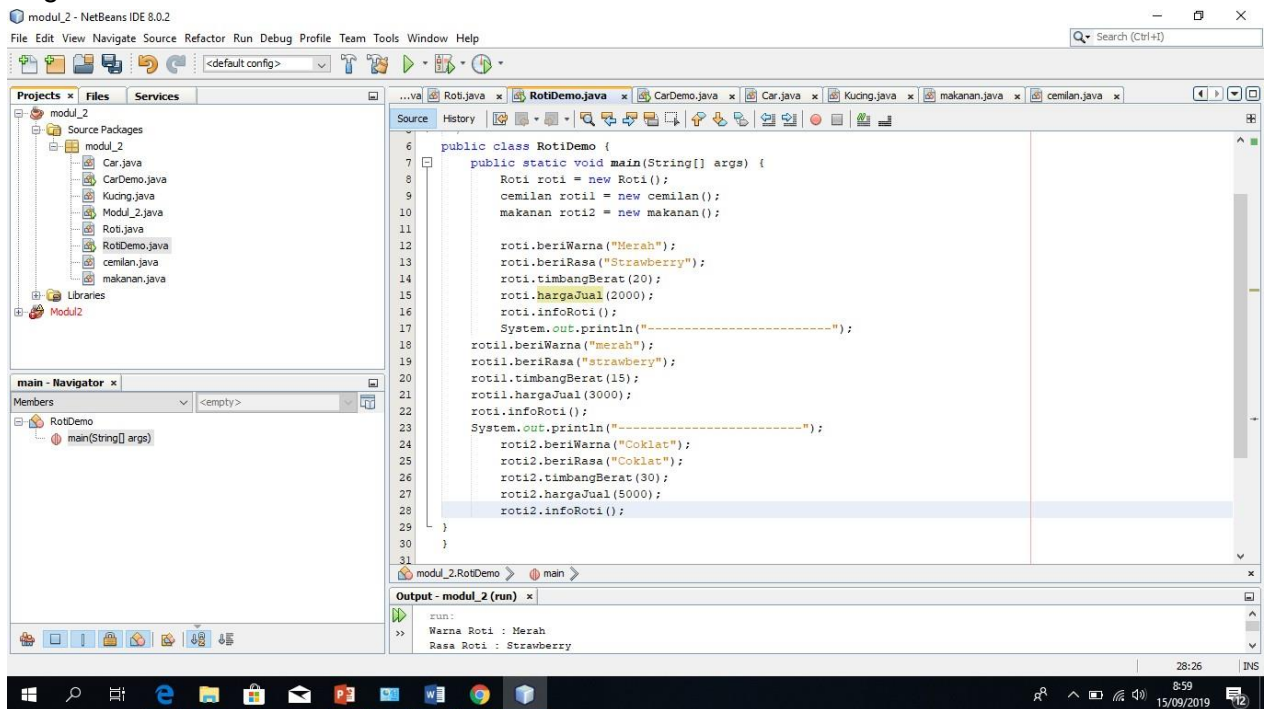 modul_2 - NetBeans IDE 8.0.2
File Edit View Navigate Source Refactor Run Debug Profile Team Tools Window Help
Search (Ctrl+I)
<default config>
Projects Files Services
...va Roti.java RotiDemo.java CarDemo.java Car.java Kucing.java makanan.java cemilan.java
Source History
modul_2
Source Packages
modul_2
Car.java
CarDemo.java
Kucing.java
Modul_2.java
Roti.java
RotiDemo.java
cemilan.java
makanan.java
Libraries
Modul2
main - Navigator
Members <empty>
RotiDemo
main(String[] args)
6 public class RotiDemo {
7 public static void main(String[] args) {
8 Roti roti = new Roti();
9 cemilan roti1 = new cemilan();
10 makanan roti2 = new makanan();
11
12 roti.beriWarna("Merah");
13 roti.beriRasa("Strawberry");
14 roti.timbangBerat(20);
15 roti.hargaJual(2000);
16 roti.infoRoti();
17 System.out.println("-------------------------");
18 roti1.beriWarna("merah");
19 roti1.beriRasa("strawbery");
20 roti1.timbangBerat(15);
21 roti1.hargaJual(3000);
22 roti.infoRoti();
23 System.out.println("-------------------------");
24 roti2.beriWarna("Coklat");
25 roti2.beriRasa("Coklat");
26 roti2.timbangBerat(30);
27 roti2.hargaJual(5000);
28 roti2.infoRoti();
29 }
30 }
31
modul_2.RotiDemo main
Output - modul_2 (run)
run:
Warna Roti : Merah
Rasa Roti : Strawberry
28:26 INS
8:59
15/09/2019
12